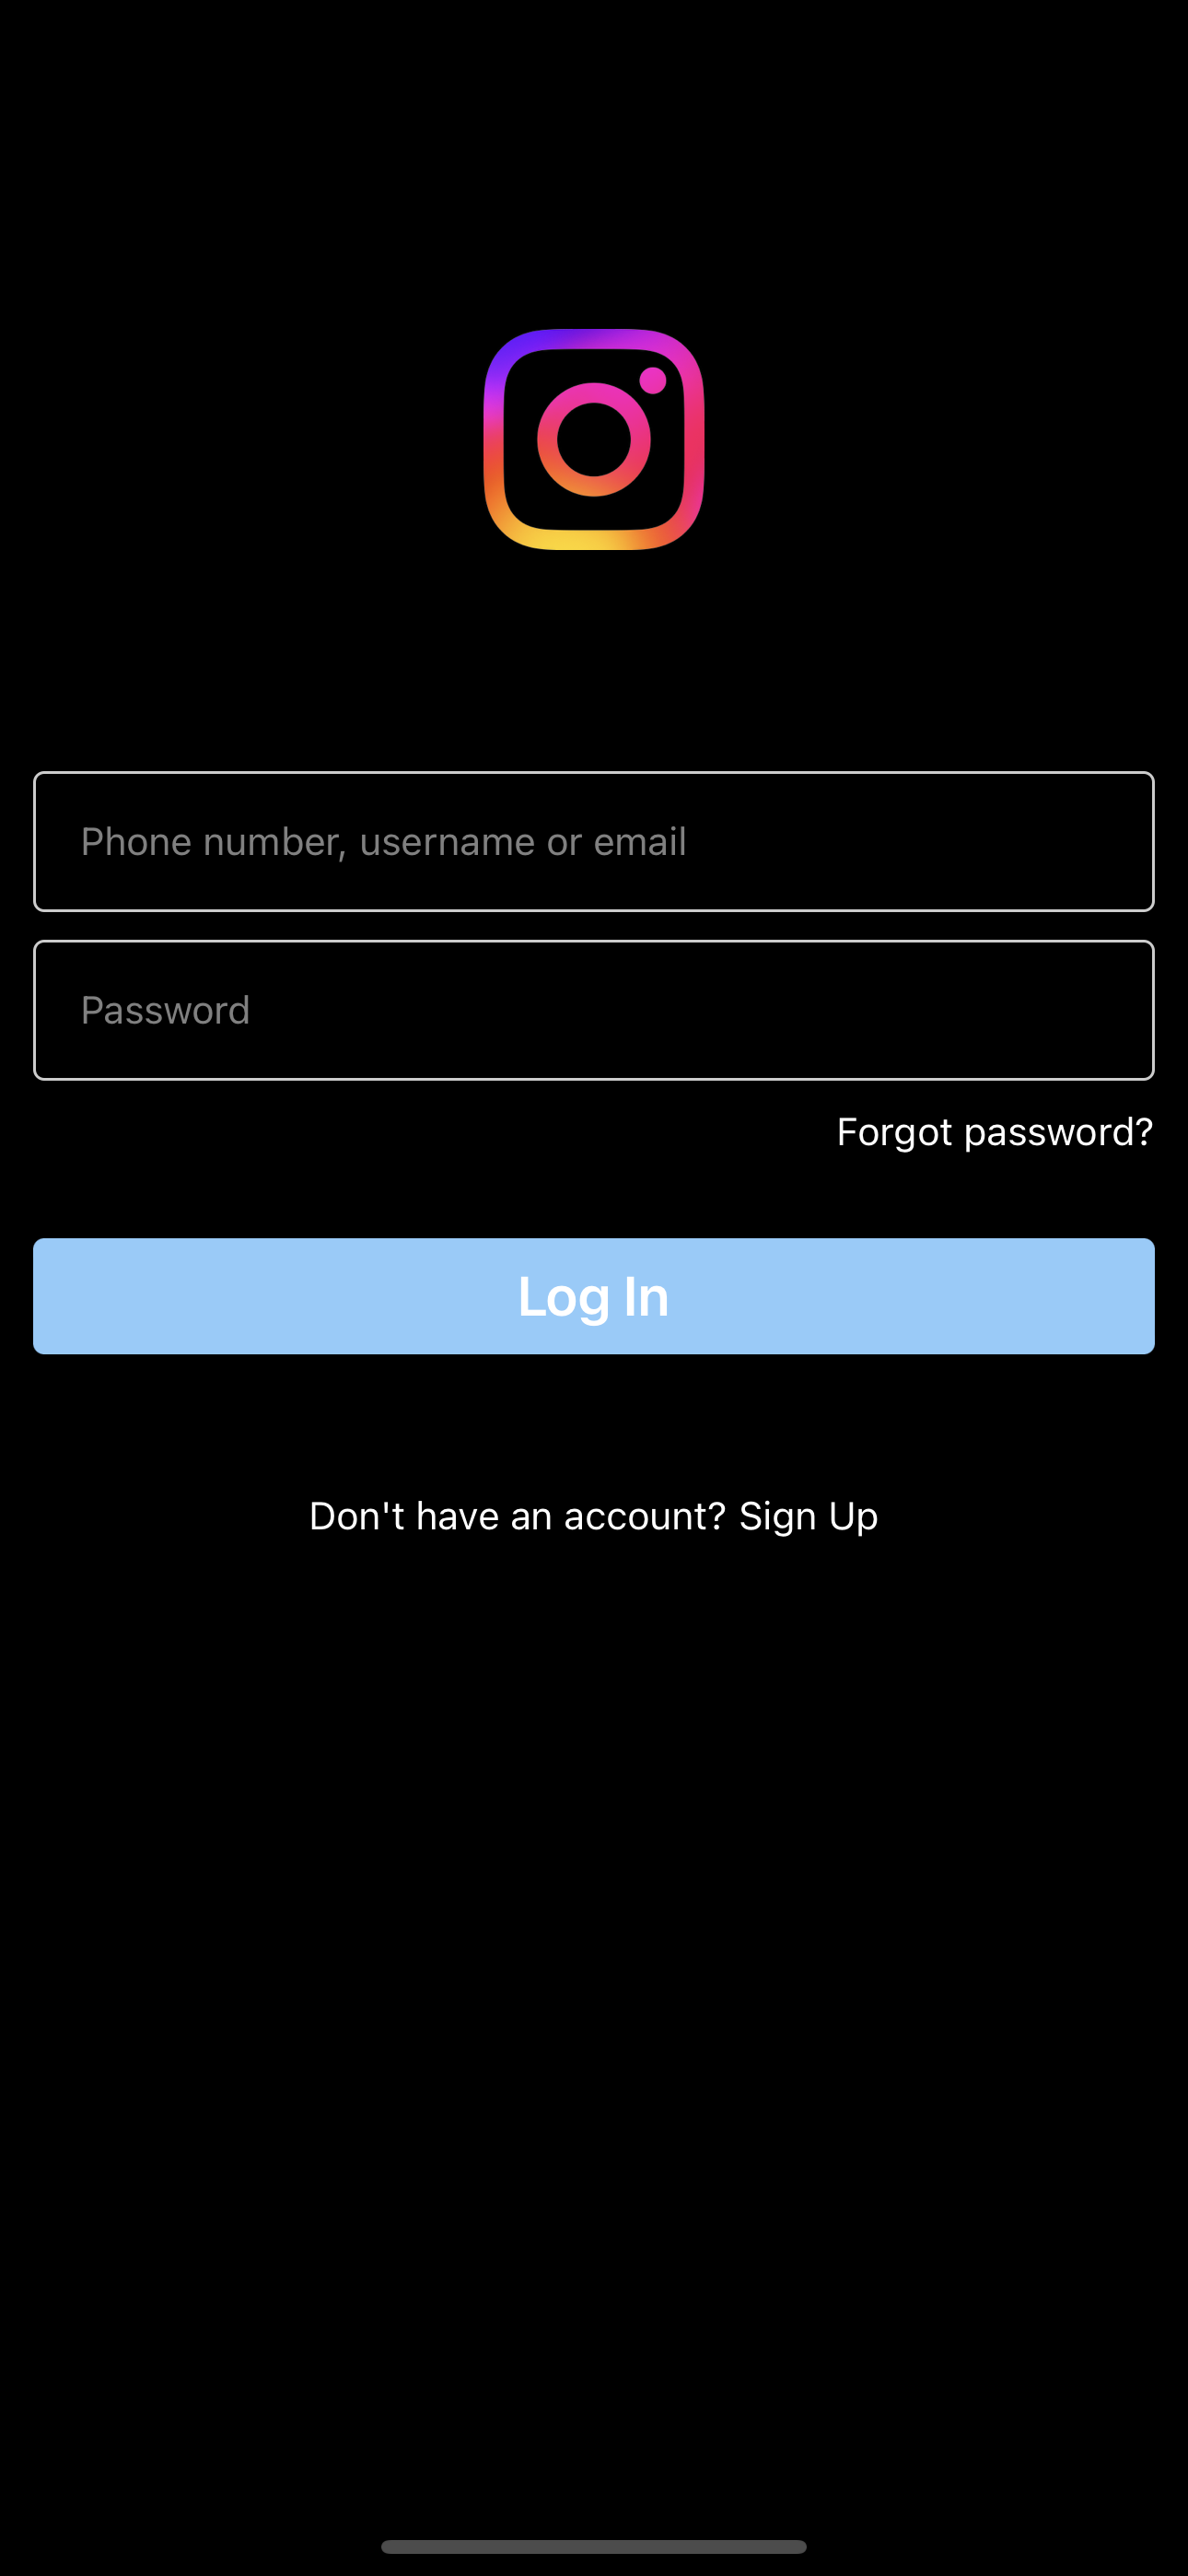 Phone number, username or email
Password
Forgot password?
Log In
Don't have an account? Sign Up